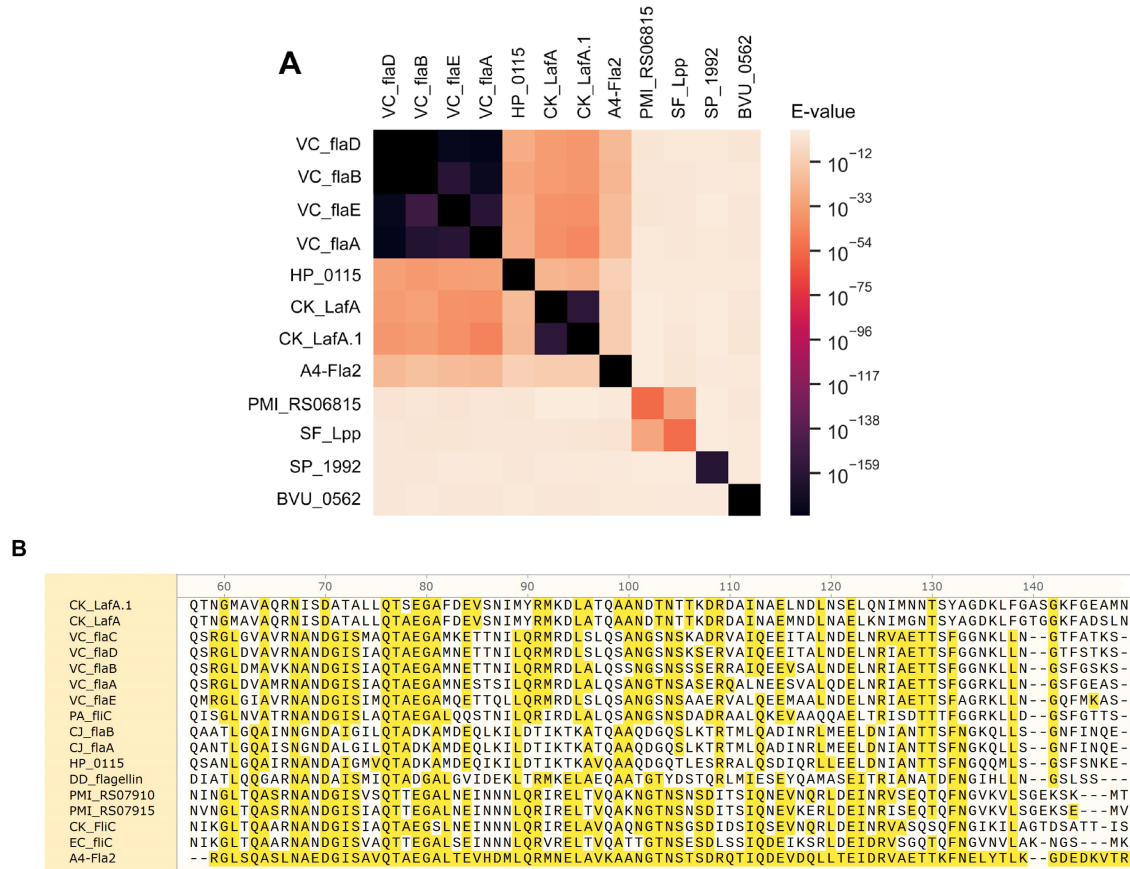 A
VC_flaD
VC_flaB
VC_flaE
VC_flaA
HP_0115
CK_LafA
CK_LafA.1
A4-Fla2
PMI_RS06815
SF_Lpp
SP_1992
BVU_0562
E-value
VC_flaD
VC_flaB
VC_flaE
VC_flaA
HP_0115
CK_LafA
CK_LafA.1
A4-Fla2
PMI_RS06815
SF_Lpp
SP_1992
BVU_0562
10⁻¹²
10⁻³³
10⁻⁵⁴
10⁻⁷⁵
10⁻⁹⁶
10⁻¹¹⁷
10⁻¹³⁸
10⁻¹⁵⁹
B
60 70 80 90 100 110 120 130 140
CK_LafA.1 QTNGMAVAQRNISDATALLQTSEGAFDEVSNIMYRMKDLATQAANDTNTTKDRDAINAELNDLNSELQNIMNNTSYAGDKLFGASGKFGEAMN
CK_LafA QTNGMAVAQRNISDATALLQTAEGAFDEVSNIMYRMKDLATQAANDTNTDKDRDAINAEMNDLNAELKNIMGNTSYAGDKLFGTGGKFADSLN
VC_flaC QSRGLGVAVRNANDGISMAQTAEGAMKETTNILQRMRDLSLQSANGSNSKADRVAIQEEITALNDELNRVAETTSFGGNKLLN--GTFATKS-
VC_flaD QSRGLDVAVRNANDGISIAQTAEGAMNETTNILQRMRDLSLQSANGSNSKSERVAIQEEVTALNDELNRIAETTSFGGNKLLN--GTFSTKS-
VC_flaB QSRGLDMAVKNANDGISIAQTAEGAMNETTNILQRMRDLALQSSNGSNSSSERRAIQEEVSALNDELNRIAETTSFGGNKLLN--GSFGSKS-
VC_flaA QSRGLDVAMRNANDGISIAQTAEGAMNESTSILQRMRDLALQSANGTNSASERQALNEESVALQDELNRIAETTSFGGRKLLN--GSFGEAS-
VC_flaE QMRGLGIAVRNANDGISIMQTAEGAMQETTQILQRMRDLSLQSANGSNSAAERVALQEEMAALNDELNRIAETTSFAGRKLLD--GQFMKAS-
PA_fliC QISGLNVATRNANDGISLAQTAEGALQQSTNILQRIRDLALQSANGSNSDADRAALQKEVAAQQAELTRISDTTTFGGRKLLD--GSFGTTS-
CJ_flaB QAATLGQAINNGNDAIGILQTADKAMDEQLKILDTIKTKATQAAQDGQSLKTRTMLQADINRLMEELDNIANTTSFNGKQLLS--GNFINQE-
CJ_flaA QANTLGQAISNGNDALGILQTADKAMDEQLKILDTIKTKATQAAQDGQSLKTRTMLQADINRLMEELDNIANTTSFNGKQLLS--GNFINQE-
HP_0115 QSANLGQAIRNGNDAIGMVQTADKAMDEQIKILDTIKTKAVQAAQDGQTLESRRALQADINRLLEELDNIANTTSFNGQQMLS--GSFSNKE-
DD_flagellin DIATLQQGARNANDAISMIQTADGALGVIDEKLTRMKELAEQAATGTYDSTQRLMIESEYQAMASEITRIANATDFNGIHLLN--GSLSS---
PMI_RS07910 NINGLTQASRNANDGISVSQTTEGALNEINNNLQRIRELTVQAKNGTNSNSDITSIQNEVNQRLDEINRVSEQTQFNGVKVLSGEKSK---MT
PMI_RS07915 NVNGLTQASRNANDGISIAQTTEGALNEINNNLQRIRELTVQAKNGTNSNSDITSIQNEVKERLDEINRISEQTQFNGVKVLSGEKSE---MV
CK_FliC NIKGLTQAARNANDGISIAQTAEGSLNEINNNLQRIRELAVQAQNGTNSGSDIDSIQSEVNQRLDEINRVASQSQFNGIKILAGTDSATT-IS
EC_fliC NIKGLTQAARNANDGISVAQTTEGALSEINNNLQRVRELTVQATTGTNSESDLSSIQDEIKSRLDEIDRVSGQTQFNGVNVLAK-NGS---MK
A4-Fla2 --RGLSQASLNAEDGISAVQTAEGALTEVHDMLQRMNELAVKAANGTNSTSDRQTIQDEVDQLLTEIDRVAETTKFNELYTLK--GDEDKVTR